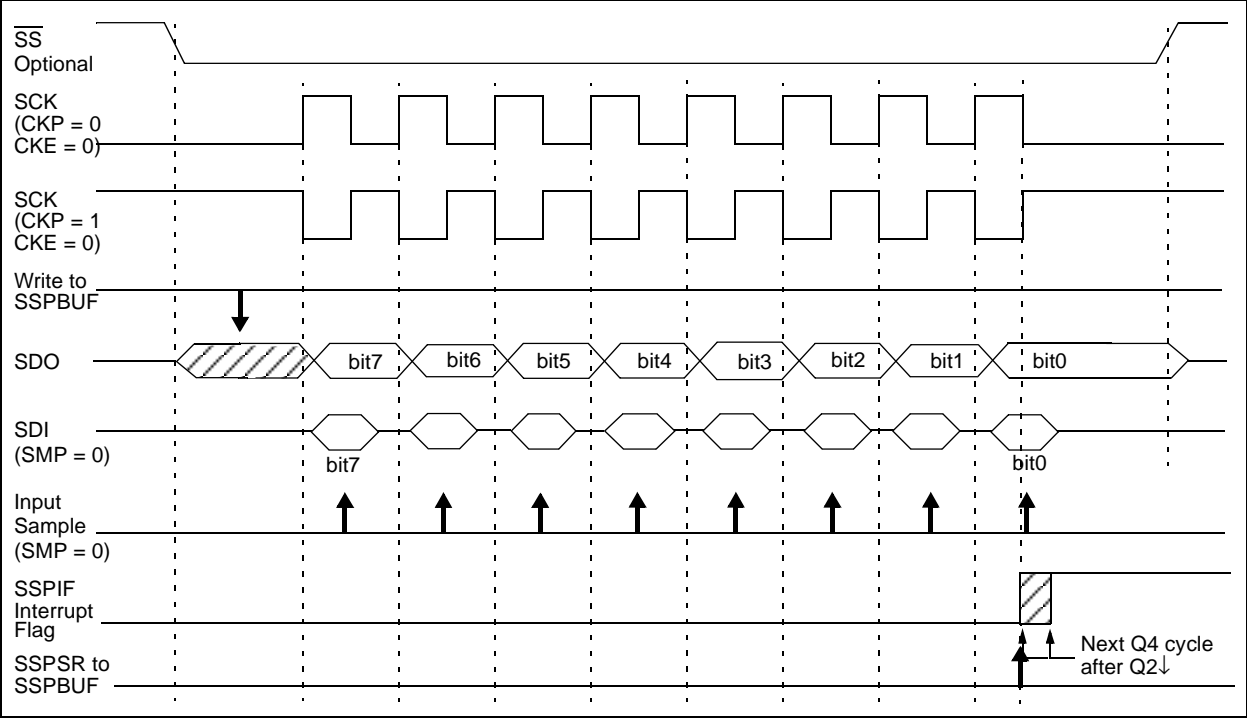 SS
Optional
SCK
(CKP = 0
CKE = 0)
SCK
(CKP = 1
CKE = 0)
Write to
SSPBUF
SDO bit7 bit6 bit5 bit4 bit3 bit2 bit1 bit0
SDI
(SMP = 0)
bit7 bit0
Input
Sample
(SMP = 0)
SSPIF
Interrupt
Flag
Next Q4 cycle
after Q2↓
SSPSR to
SSPBUF